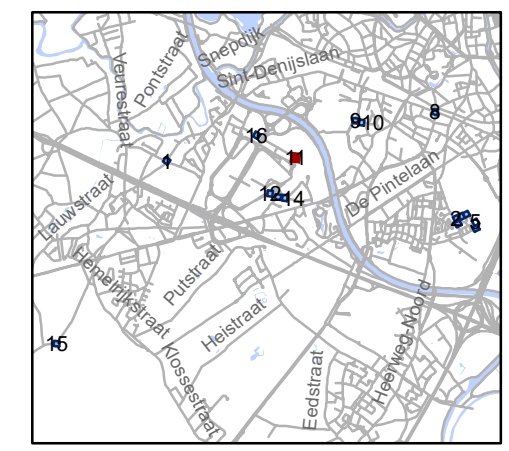 Snepdijk
Pontstraat
Veurestraat
Sint-Denijslaan
8
9
10
16
11
1
De Pintelaan
Lauwstraat
12
14
2
5
Hemelrijkstraat
Putstraat
Heistraat
15
Klossestraat
Eedstraat
Heerweg-Noord